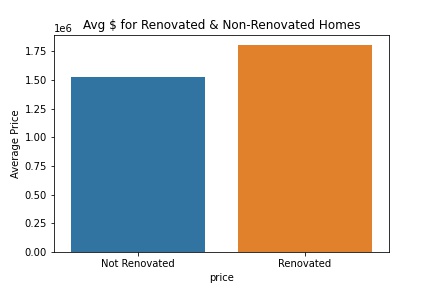 Avg $ for Renovated & Non-Renovated Homes
1e6
1.75
1.50
1.25
1.00
0.75
0.50
0.25
0.00
Average Price
Not Renovated
Renovated
price